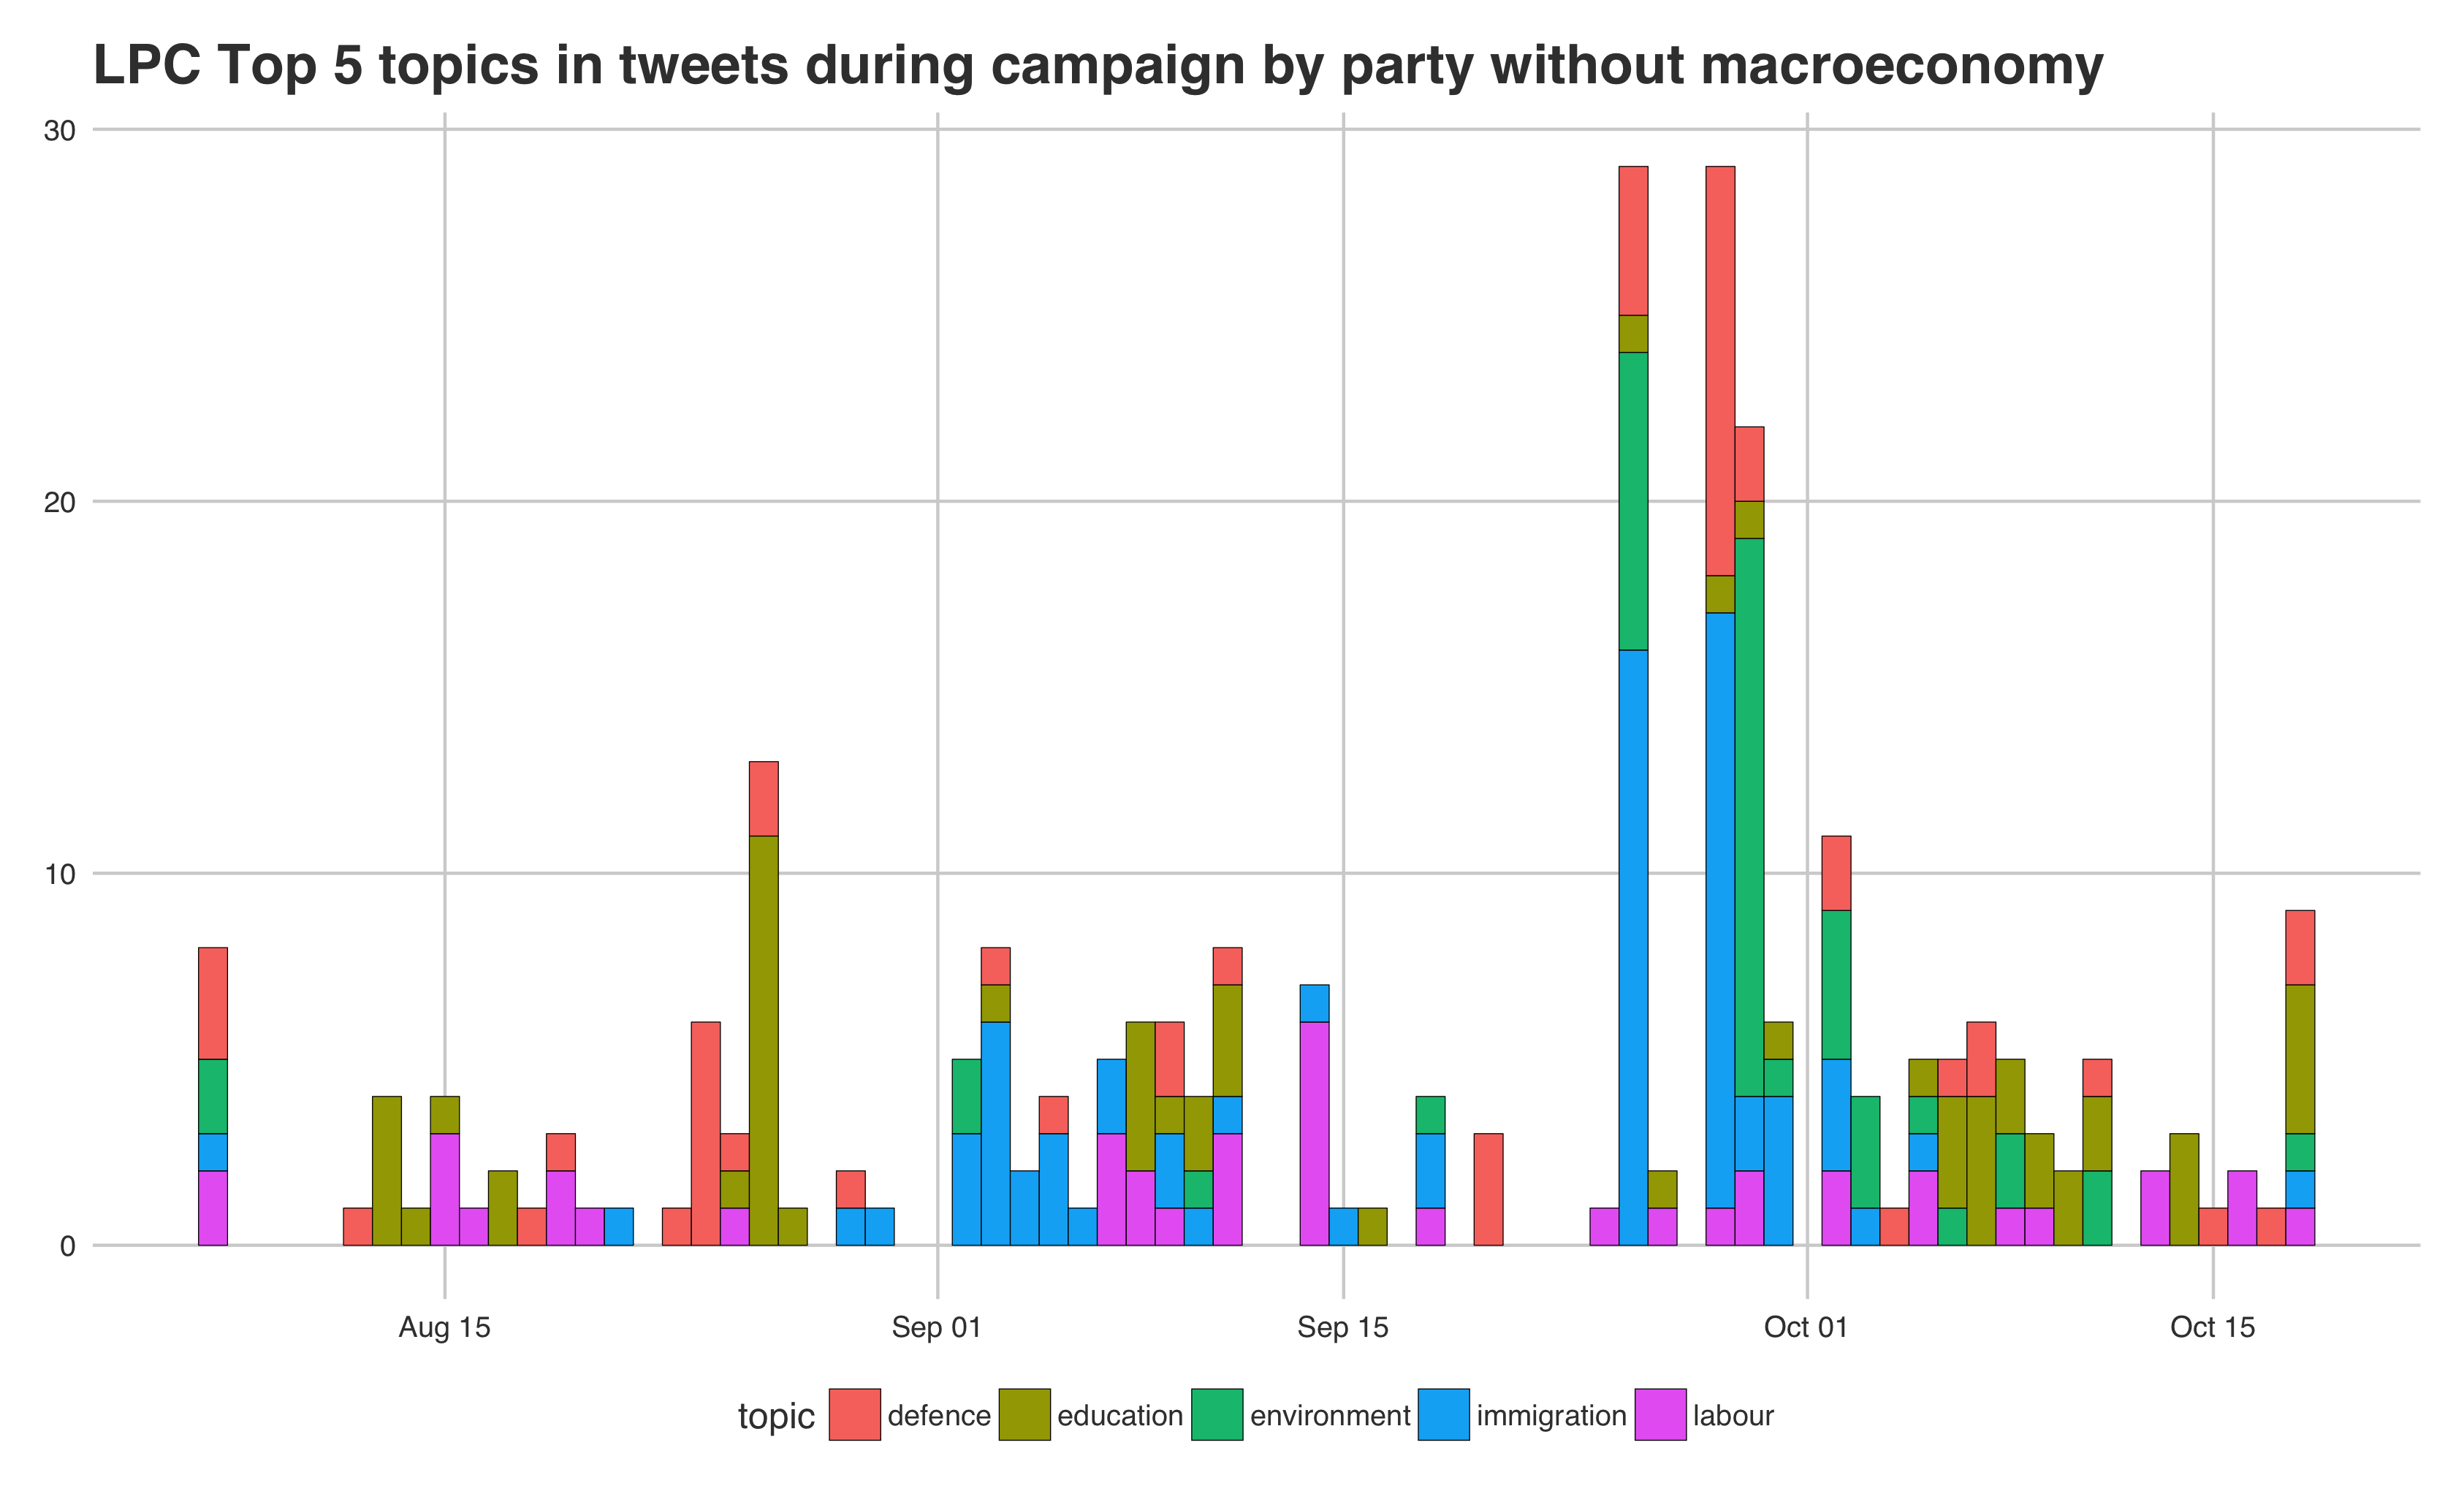 LPC Top 5 topics in tweets during campaign by party without macroeconomy
30
20
10
0
Aug 15 Sep 01 Sep 15 Oct 01 Oct 15
topic defence education environment immigration labour